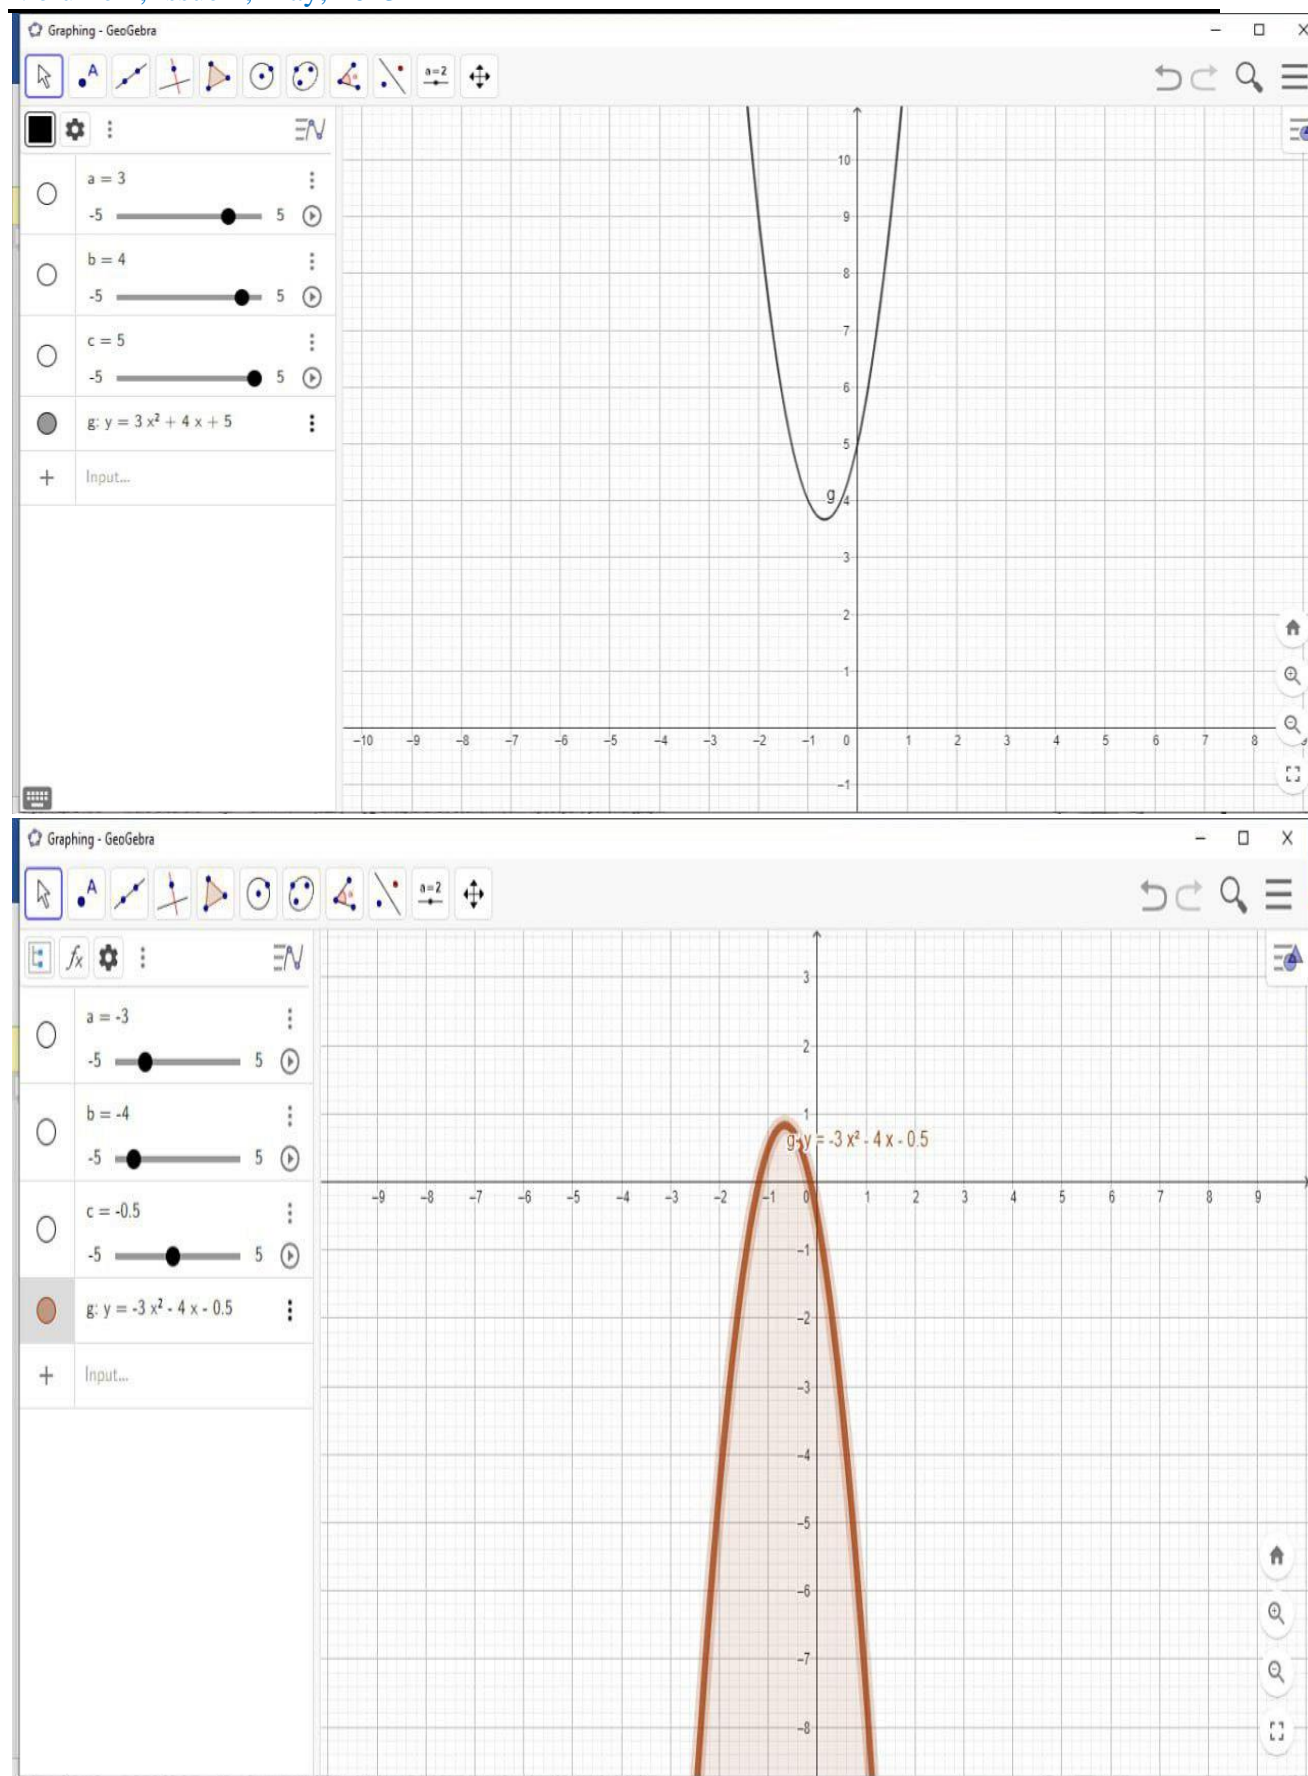 Graphing - GeoGebra
A
a=2
a = 3
-5 5
b = 4
-5 5
c = 5
-5 5
g: y = 3 x² + 4 x + 5
+ Input...
10
9
8
7
6
5
g 4
3
2
1
−10 −9 −8 −7 −6 −5 −4 −3 −2 −1 0 1 2 3 4 5 6 7 8
−1
Graphing - GeoGebra
A
a=2
fx
a = -3
-5 5
b = -4
-5 5
c = -0.5
-5 5
g: y = -3 x² - 4 x - 0.5
+ Input...
3
2
1
g: y = -3 x² - 4 x - 0.5
−9 −8 −7 −6 −5 −4 −3 −2 −1 0 1 2 3 4 5 6 7 8 9
−1
−2
−3
−4
−5
−6
−7
−8